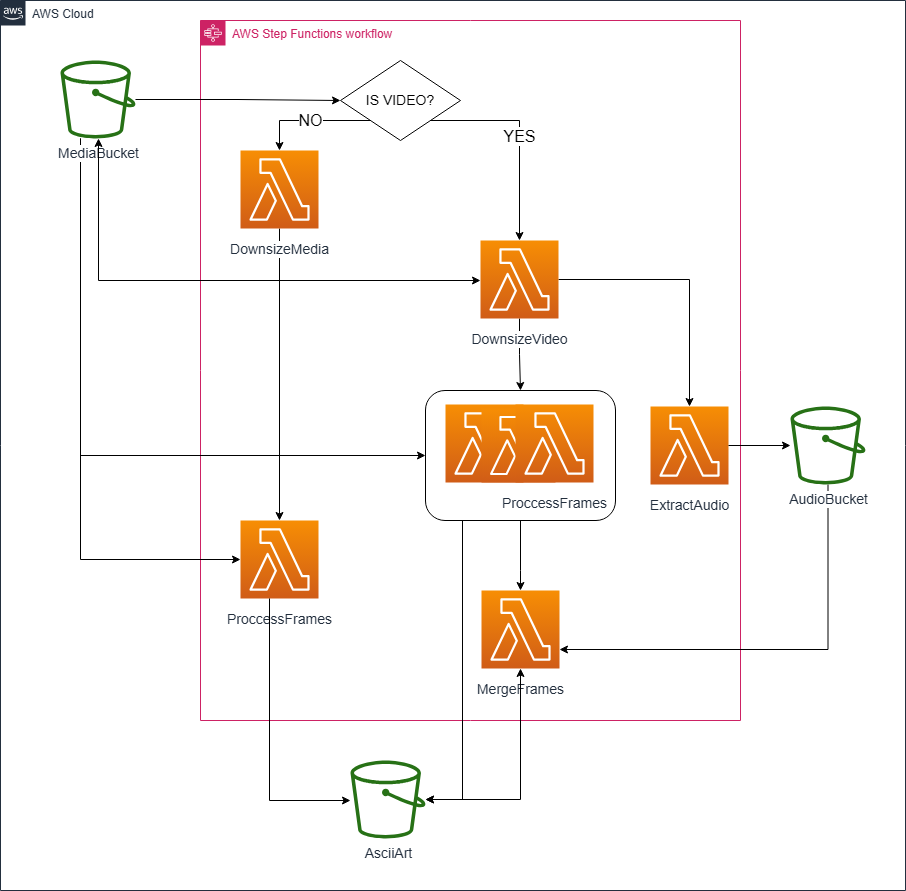 aws
AWS Cloud
AWS Step Functions workflow
IS VIDEO?
NO
YES
MediaBucket
DownsizeMedia
DownsizeVideo
ProccessFrames
ExtractAudio
AudioBucket
ProccessFrames
MergeFrames
AsciiArt